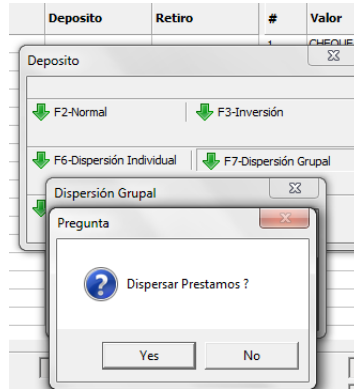 Deposito Retiro # Valor
1 CHEQUE
Deposito
F2-Normal F3-Inversión
F6-Dispersión Individual F7-Dispersión Grupal
Dispersión Grupal
Pregunta
Dispersar Prestamos ?
Yes No